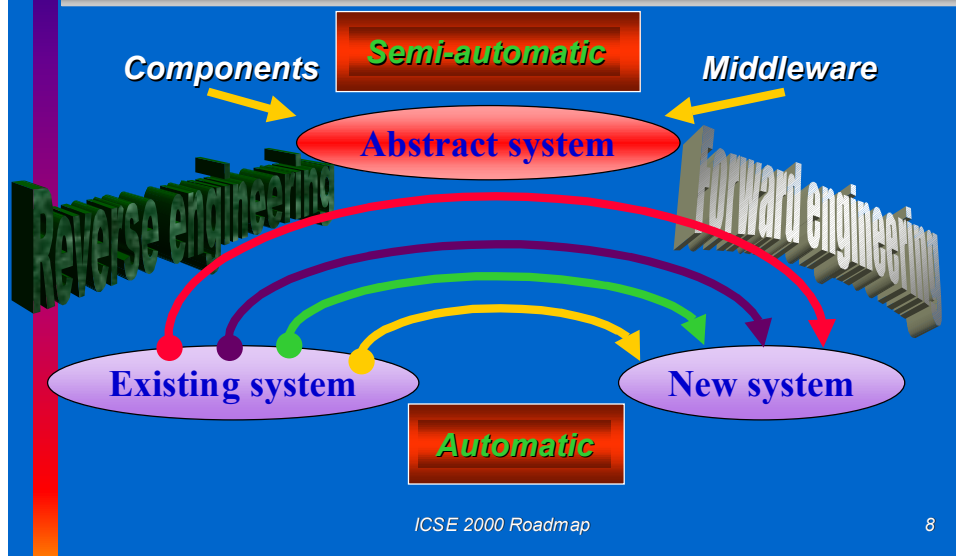 Semi-automatic
Components
Middleware
Abstract system
Reverse engineering
Forward engineering
Existing system
New system
Automatic
ICSE 2000 Roadmap
8